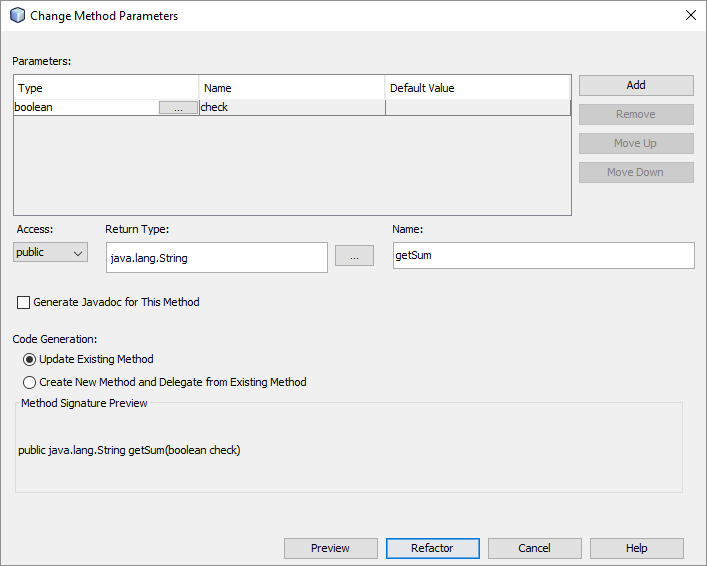 Change Method Parameters
Parameters:
Type Name Default Value
boolean ... check
Add
Remove
Move Up
Move Down
Access: Return Type: Name:
public java.lang.String ... getSum
Generate Javadoc for This Method
Code Generation:
Update Existing Method
Create New Method and Delegate from Existing Method
Method Signature Preview
public java.lang.String getSum(boolean check)
Preview Refactor Cancel Help